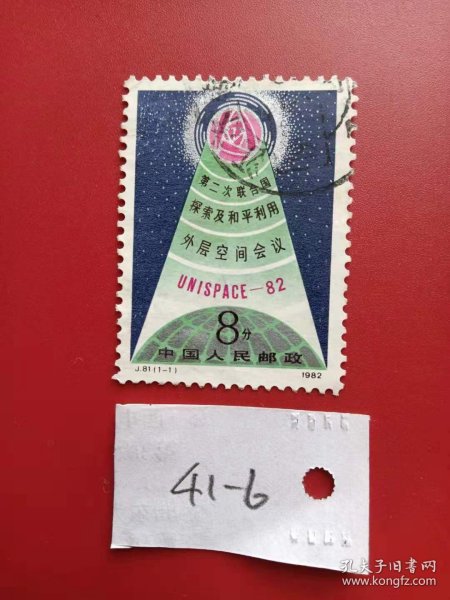 第二次联合国
探索及和平利用
外层空间会议
UNISPACE—82
8分
中国人民邮政
J.81(1-1)
1982
41-6
孔夫子旧书网
www.kongfz.com